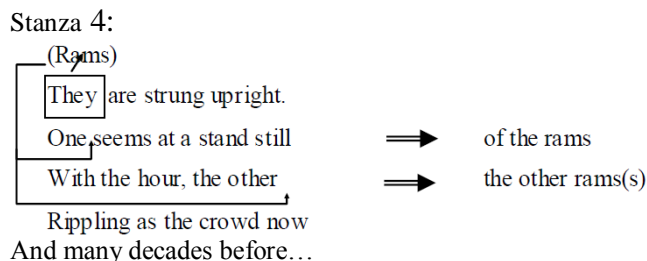 Stanza 4:
(Rams)
They are strung upright.
One seems at a stand still of the rams
With the hour, the other the other rams(s)
Rippling as the crowd now
And many decades before…